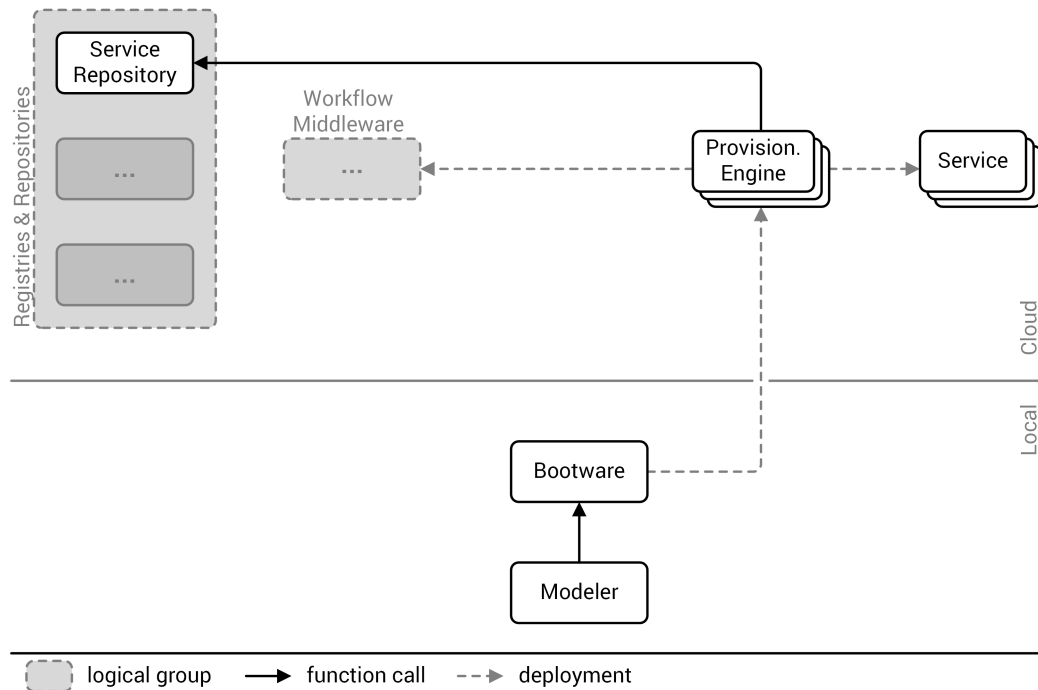 Service
Repository
Registries & Repositories
...
...
Workflow
Middleware
...
Provision.
Engine
Service
Cloud
Local
Bootware
Modeler
logical group
function call
deployment